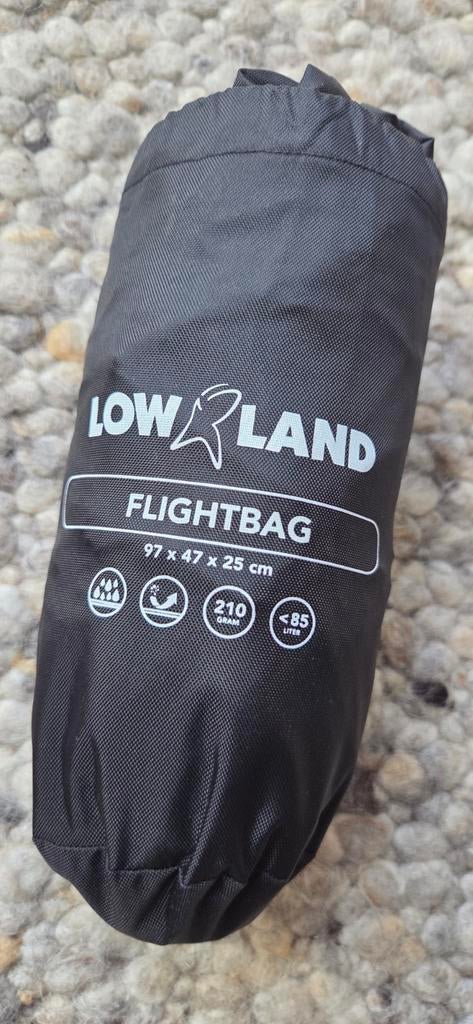 LOWLAND
FLIGHTBAG
97 x 47 x 25 cm
210
GRAM
<85
LITER